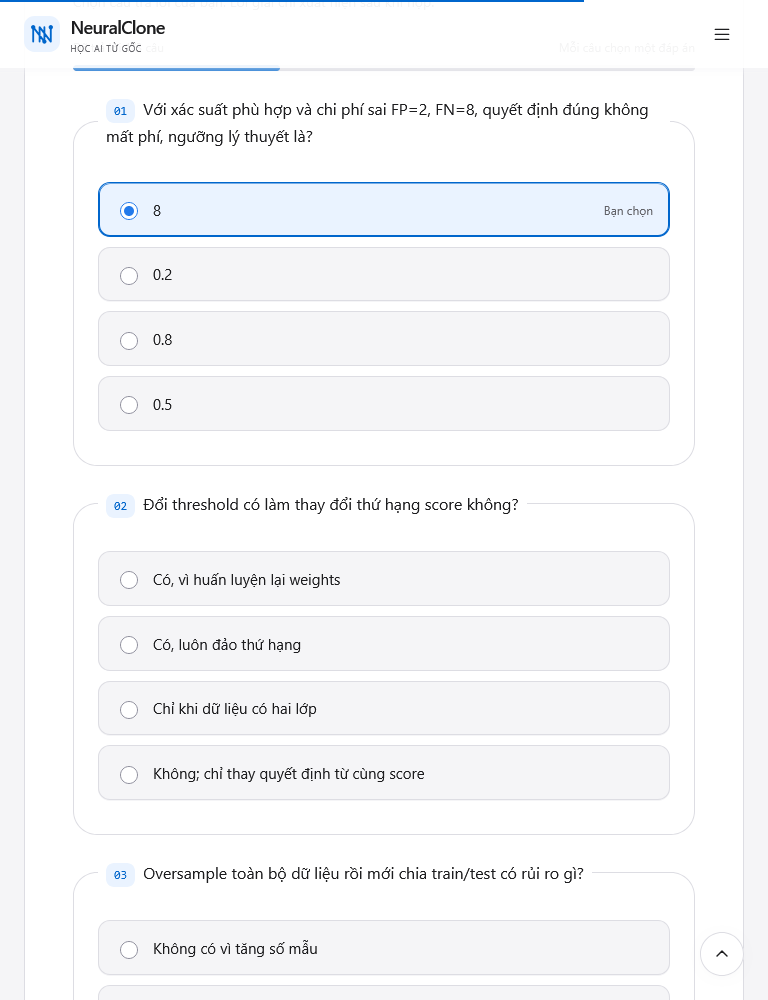 NeuralClone
HỌC AI TỪ GỐC
Mỗi câu chọn một đáp án
01 Với xác suất phù hợp và chi phí sai FP=2, FN=8, quyết định đúng không
mất phí, ngưỡng lý thuyết là?
8
Bạn chọn
0.2
0.8
0.5
02 Đổi threshold có làm thay đổi thứ hạng score không?
Có, vì huấn luyện lại weights
Có, luôn đảo thứ hạng
Chỉ khi dữ liệu có hai lớp
Không; chỉ thay quyết định từ cùng score
03 Oversample toàn bộ dữ liệu rồi mới chia train/test có rủi ro gì?
Không có vì tăng số mẫu